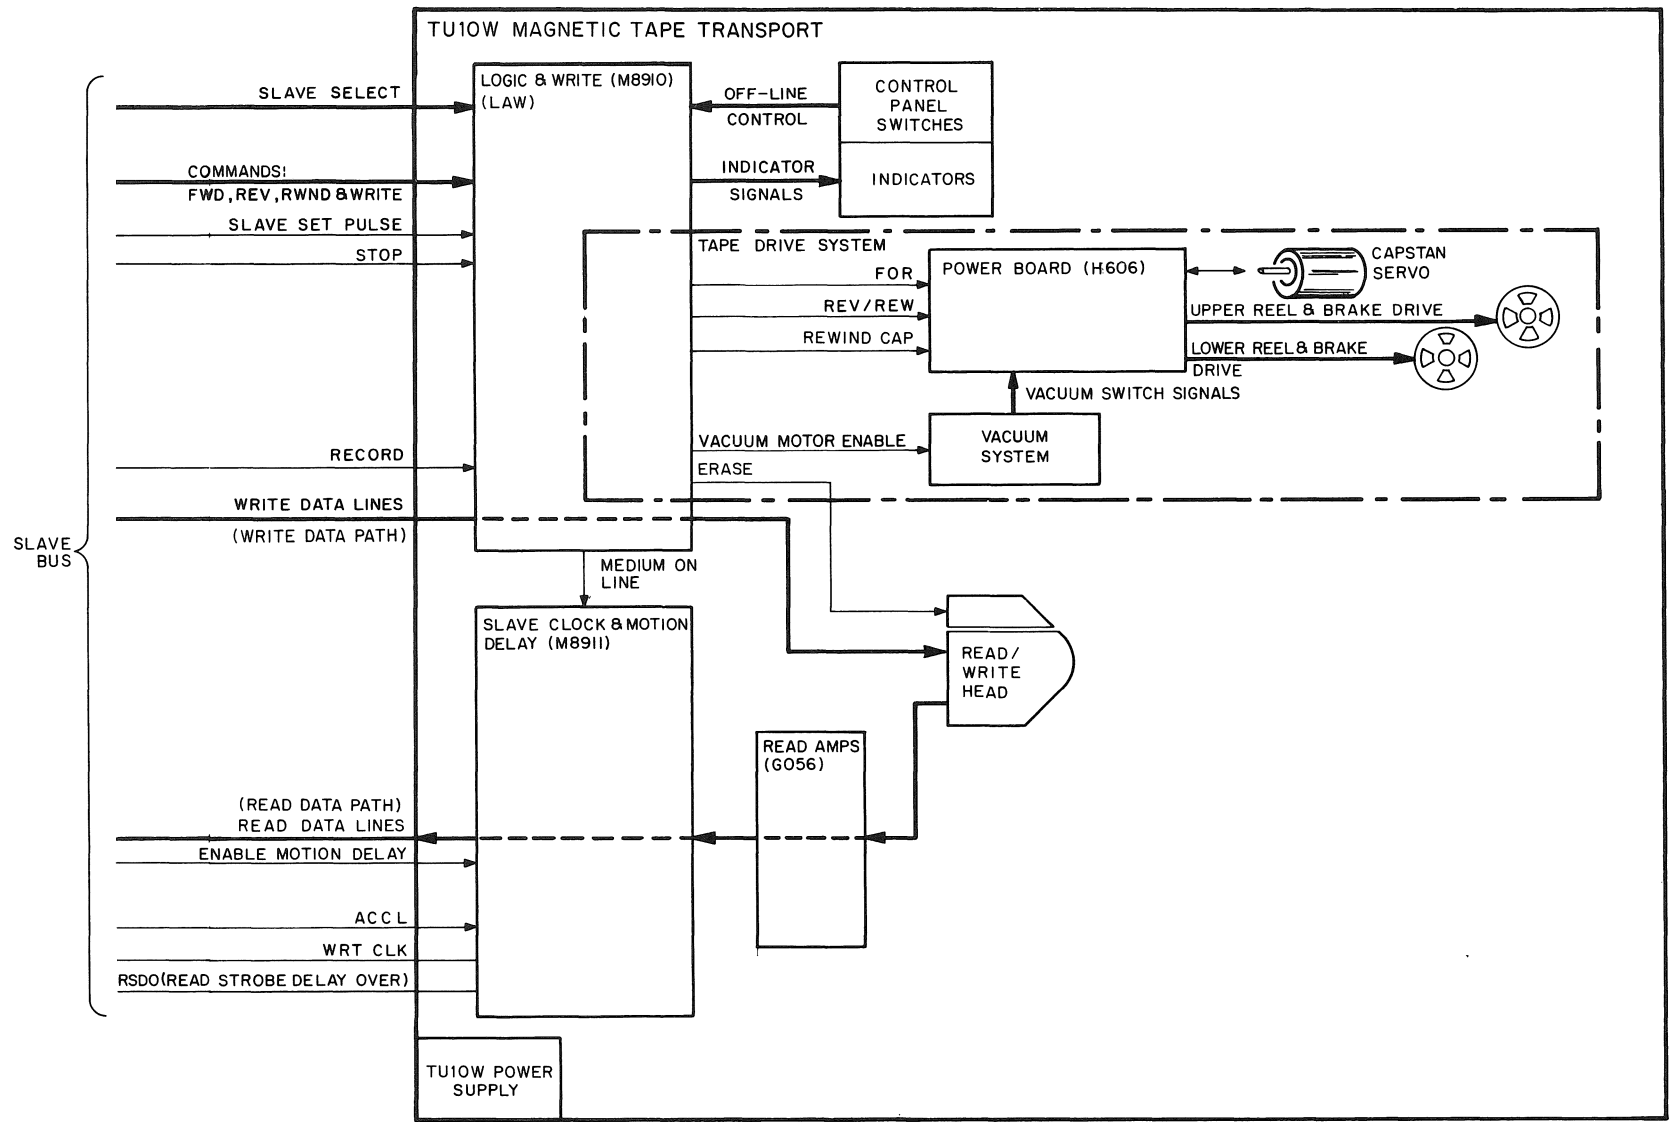 TU10W MAGNETIC TAPE TRANSPORT
SLAVE SELECT
COMMANDS:
FWD, REV, RWND & WRITE
SLAVE SET PULSE
STOP
RECORD
WRITE DATA LINES
(WRITE DATA PATH)
SLAVE
BUS
(READ DATA PATH)
READ DATA LINES
ENABLE MOTION DELAY
ACCL
WRT CLK
RSDO (READ STROBE DELAY OVER)
LOGIC & WRITE (M8910)
(LAW)
OFF-LINE
CONTROL
INDICATOR
SIGNALS
CONTROL
PANEL
SWITCHES
INDICATORS
TAPE DRIVE SYSTEM
FOR
REV/REW
REWIND CAP
POWER BOARD (H606)
CAPSTAN
SERVO
UPPER REEL & BRAKE DRIVE
LOWER REEL & BRAKE
DRIVE
VACUUM SWITCH SIGNALS
VACUUM MOTOR ENABLE
VACUUM
SYSTEM
ERASE
MEDIUM ON
LINE
SLAVE CLOCK & MOTION
DELAY (M8911)
READ/
WRITE
HEAD
READ AMPS
(G056)
TU10W POWER
SUPPLY